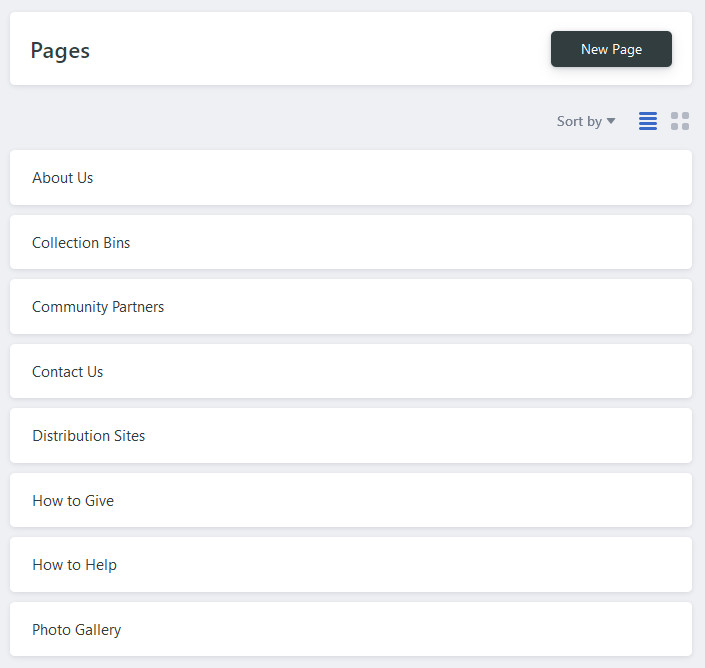 Pages
New Page
Sort by
About Us
Collection Bins
Community Partners
Contact Us
Distribution Sites
How to Give
How to Help
Photo Gallery